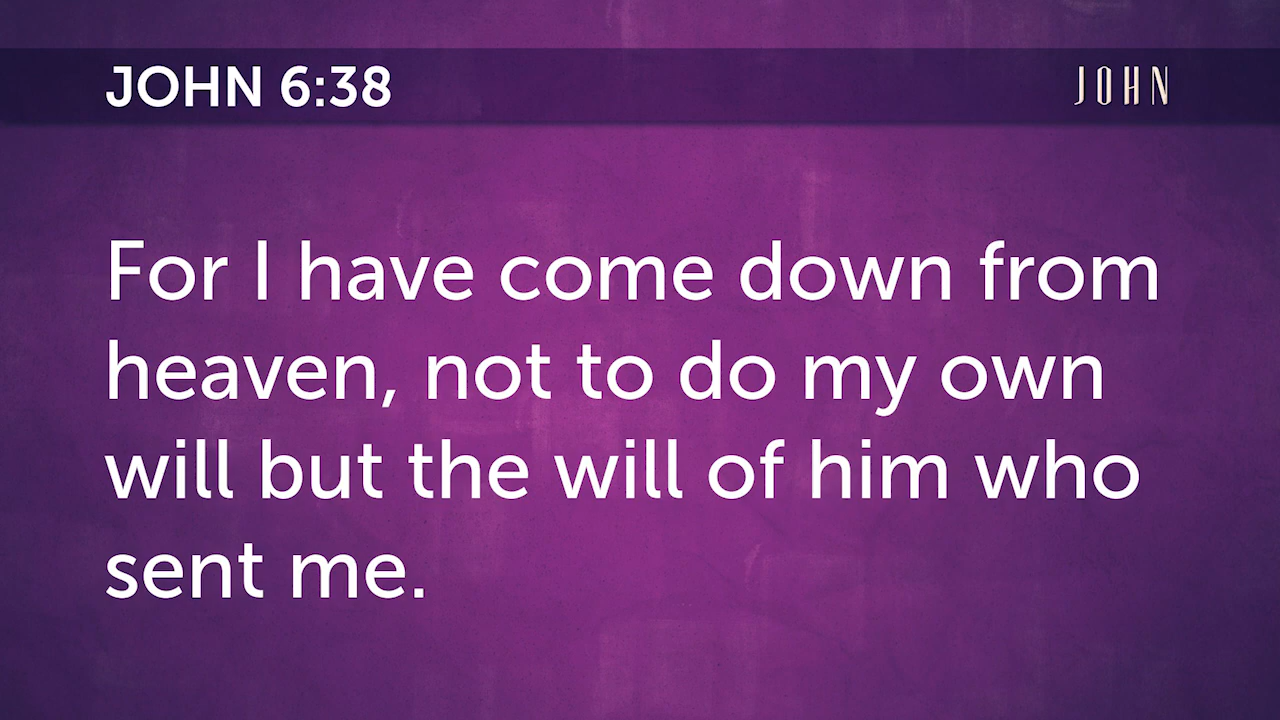 JOHN 6:38
JOHN
For I have come down from
heaven, not to do my own
will but the will of him who
sent me.